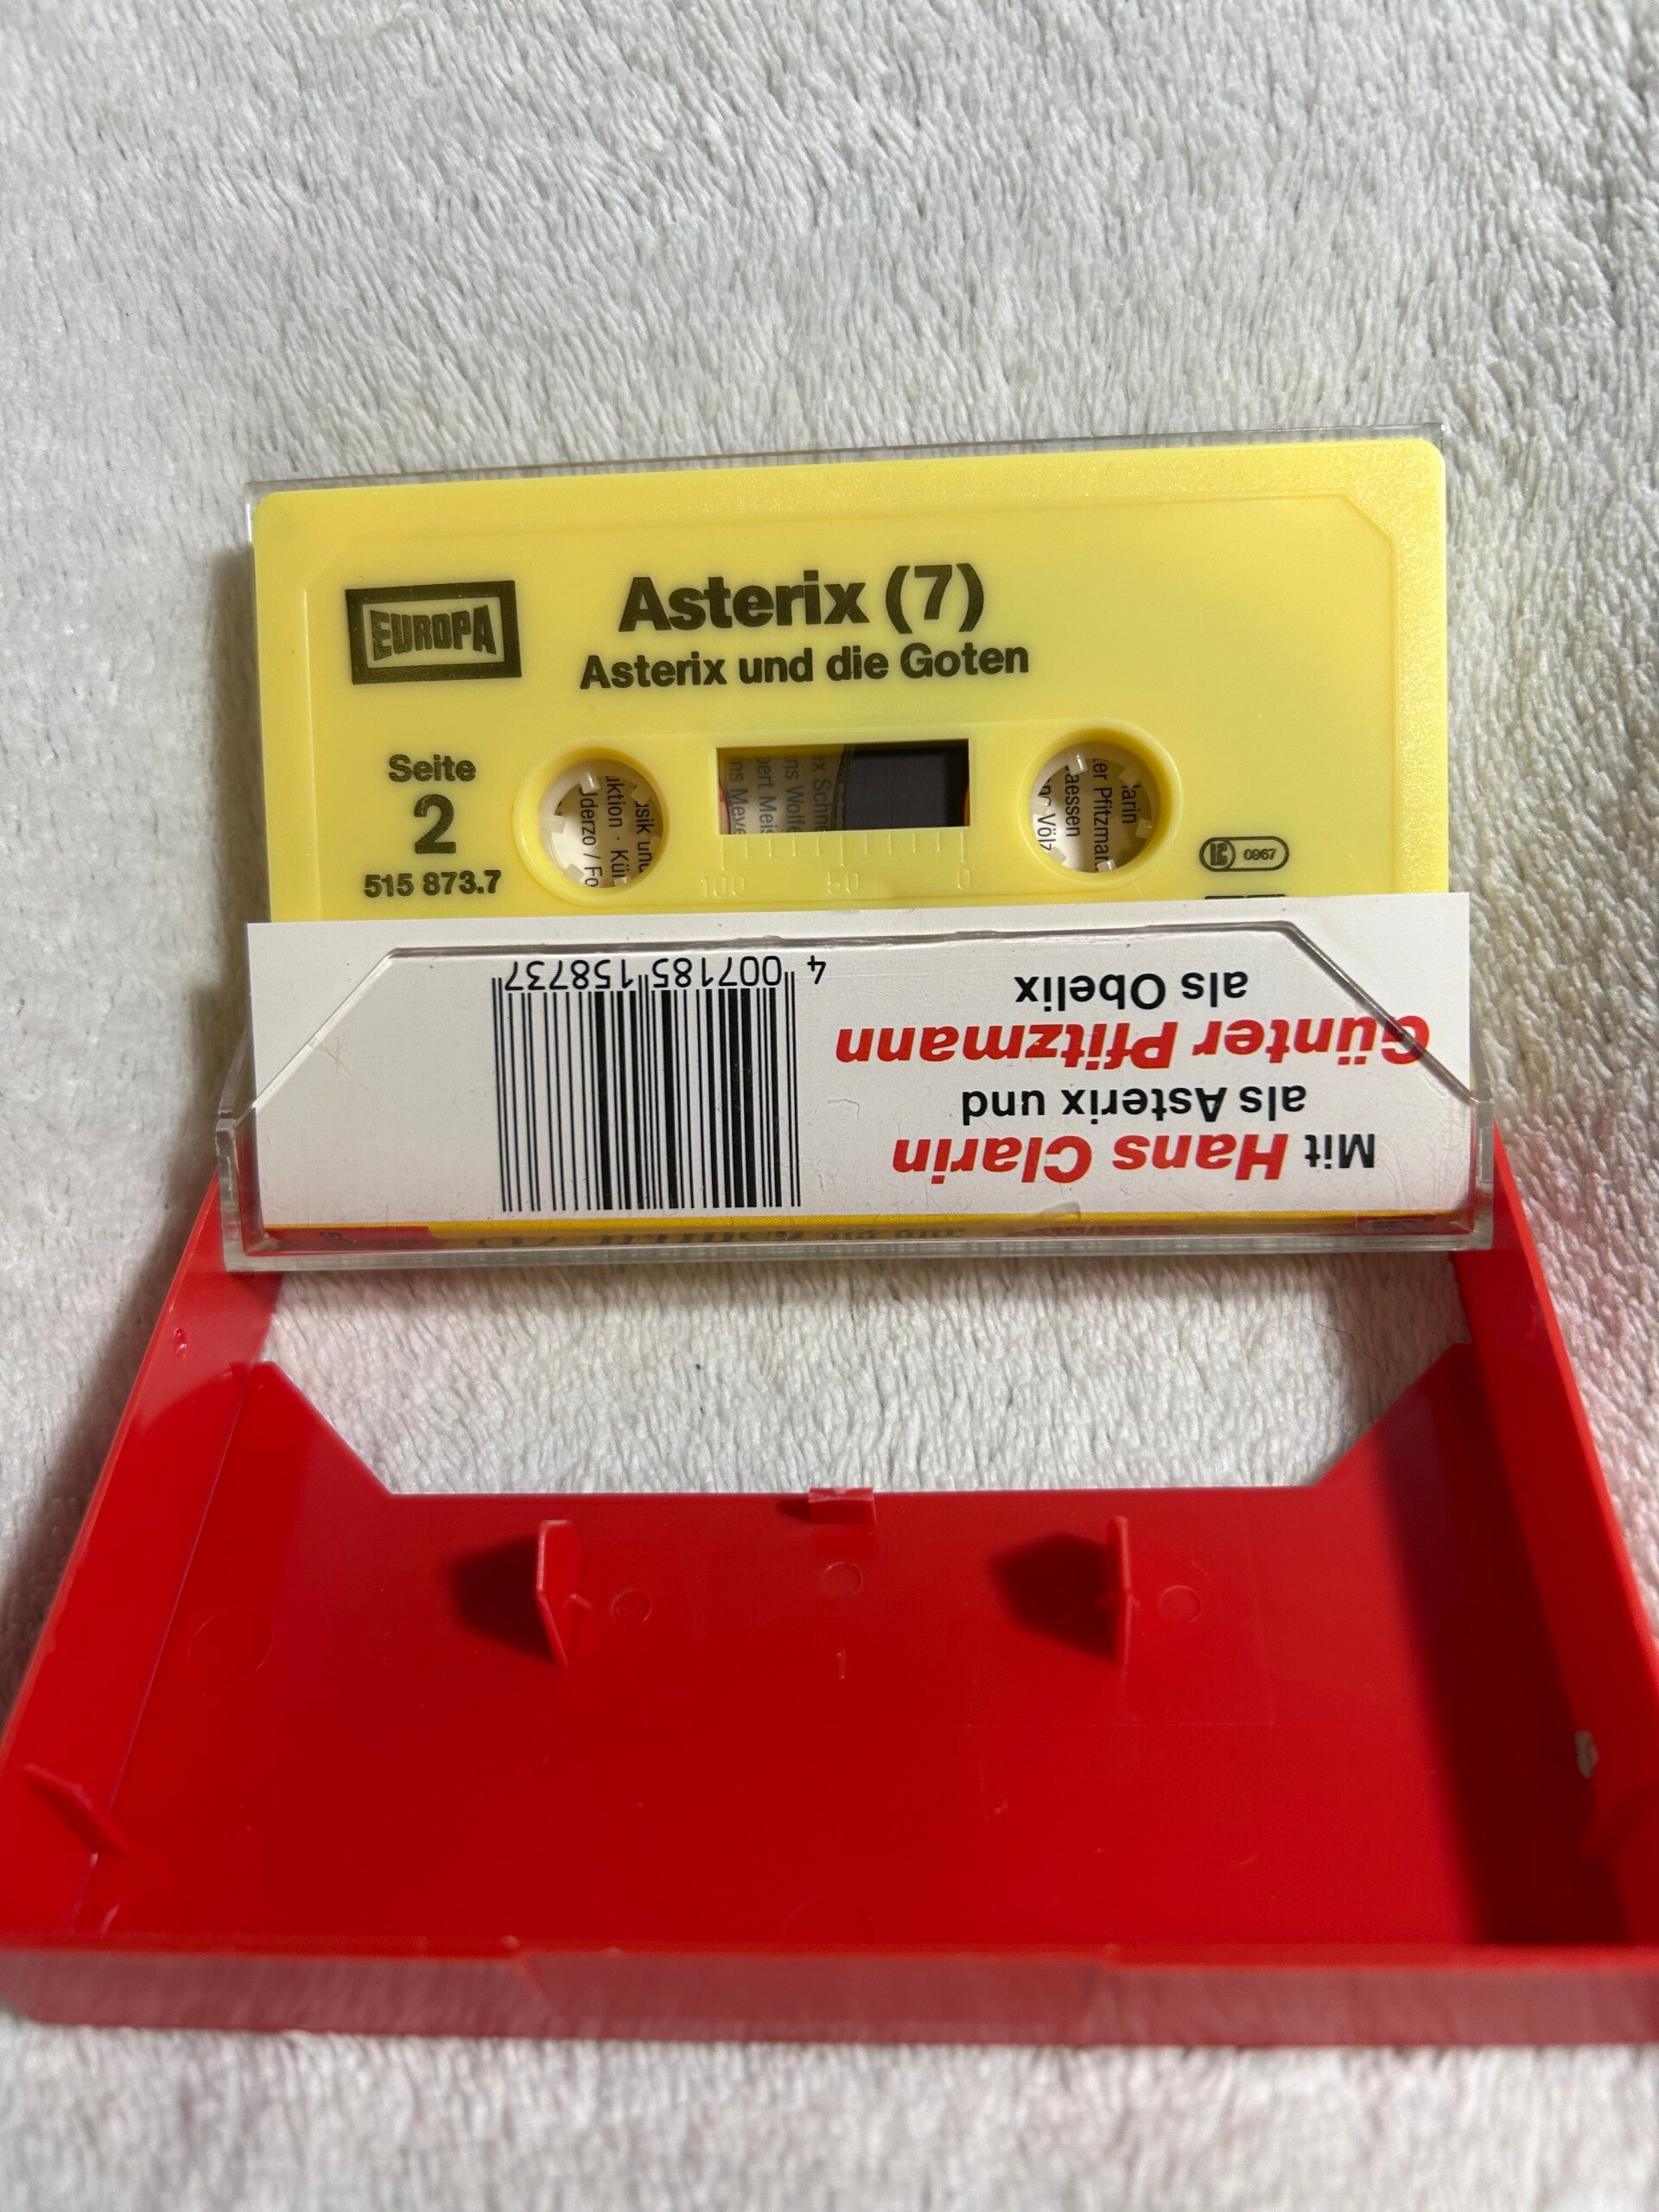 EUROPA
Asterix (7)
Asterix und die Goten
Seite
2
515 873.7
0967
100 50 0
Mit Hans Clarin
als Asterix und
Günter Pfitzmann
als Obelix
4 007185 158737
1